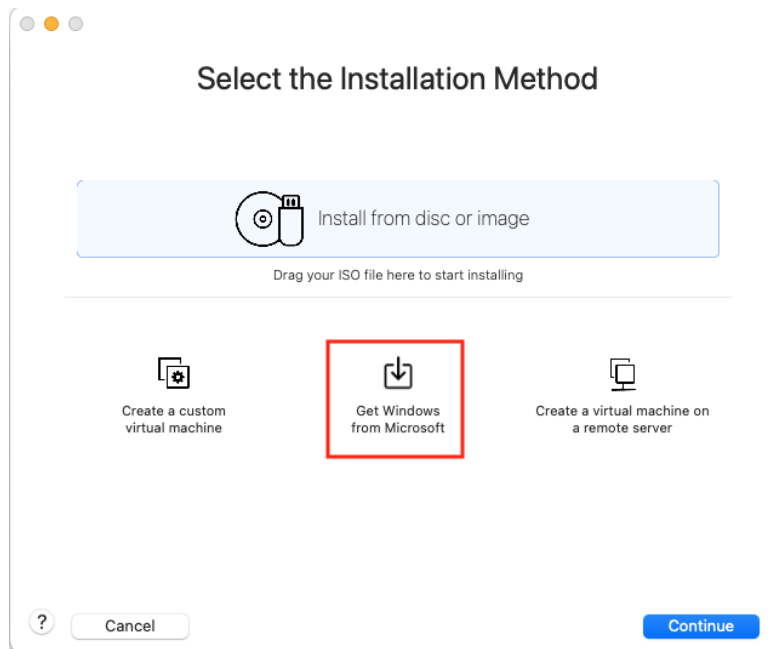 Select the Installation Method
Install from disc or image
Drag your ISO file here to start installing
Create a custom
virtual machine
Get Windows
from Microsoft
Create a virtual machine on
a remote server
?
Cancel
Continue